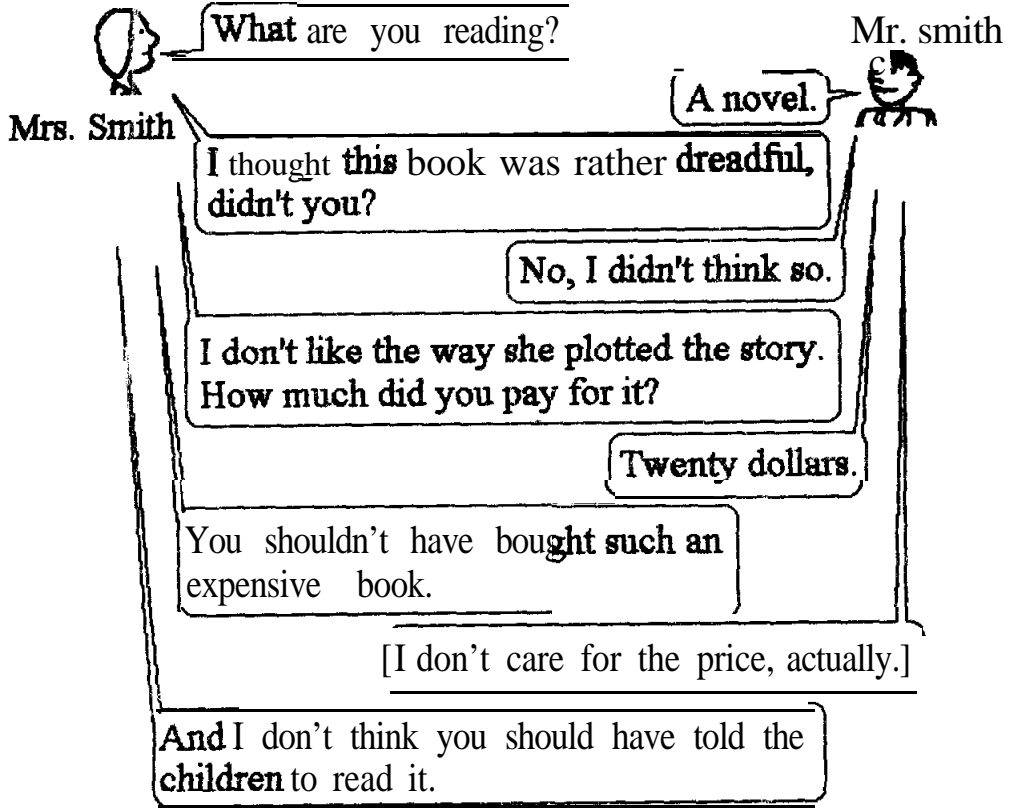 What are you reading?
Mr. smith
A novel.
Mrs. Smith
I thought this book was rather dreadful,
didn't you?
No, I didn't think so.
I don't like the way she plotted the story.
How much did you pay for it?
Twenty dollars.
You shouldn't have bought such an
expensive book.
[I don't care for the price, actually.]
And I don't think you should have told the
children to read it.